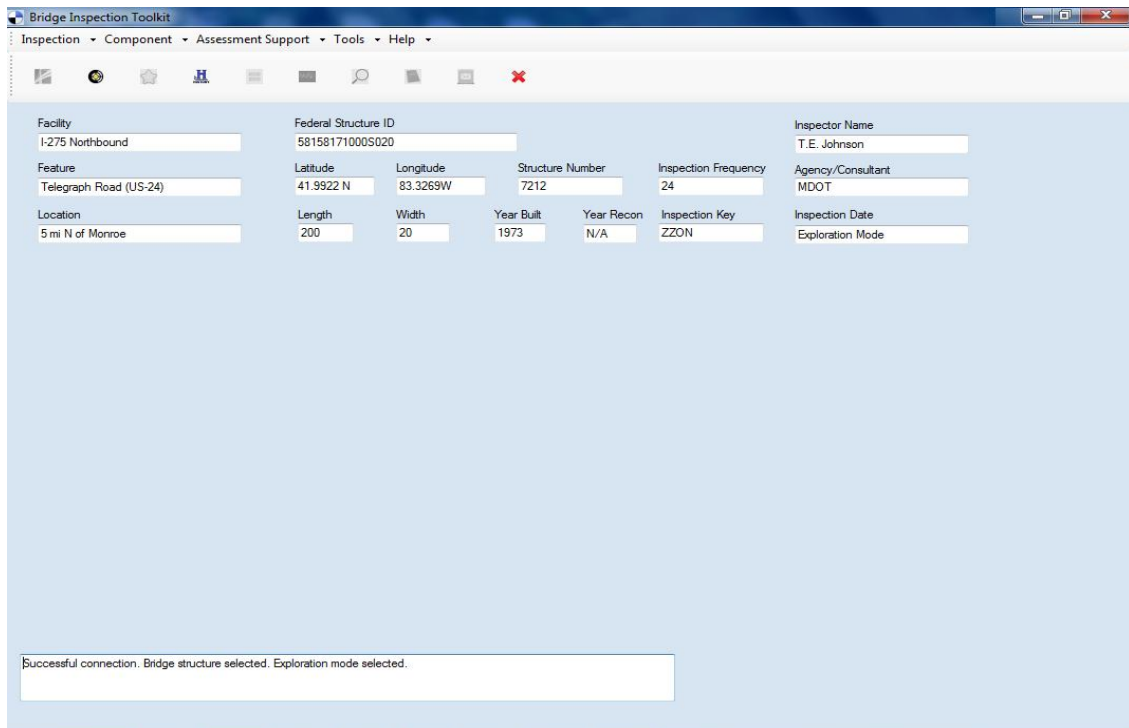 Bridge Inspection Toolkit
Inspection Component Assessment Support Tools Help
H
Facility Federal Structure ID Inspector Name
I-275 Northbound 58158171000S020 T.E. Johnson
Feature Latitude Longitude Structure Number Inspection Frequency Agency/Consultant
Telegraph Road (US-24) 41.9922 N 83.3269W 7212 24 MDOT
Location Length Width Year Built Year Recon Inspection Key Inspection Date
5 mi N of Monroe 200 20 1973 N/A ZZON Exploration Mode
Successful connection. Bridge structure selected. Exploration mode selected.